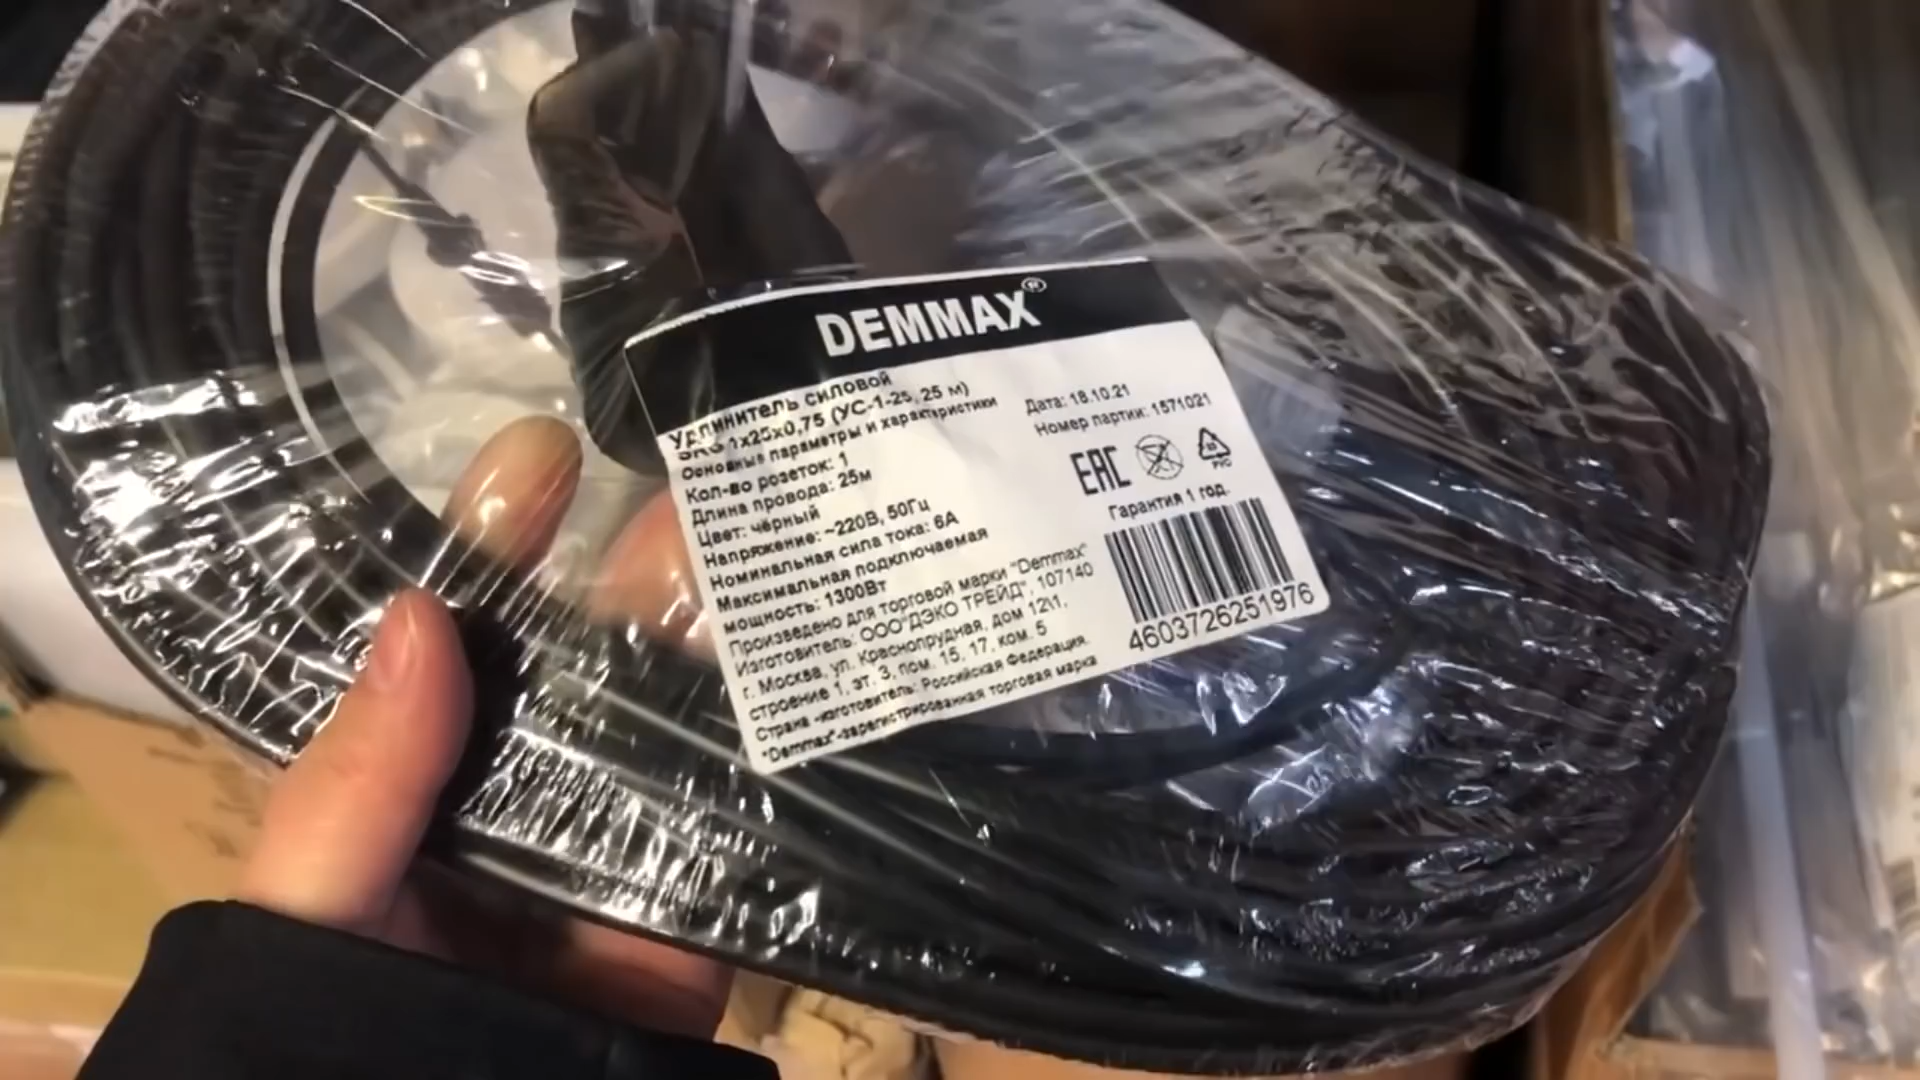 DEMMAX®
Удлинитель силовой
1х25х0,75 (УС-1-25, 25 м)
Основные параметры и характеристики
Кол-во розеток: 1
Длина провода: 25м
Цвет: чёрный
Напряжение: ~220В, 50Гц
Номинальная сила тока: 6А
Максимальная подключаемая
мощность: 1300Вт
Произведено для торговой марки "Demmax"
Изготовитель: ООО"ДЭКО ТРЕЙД", 107140
г. Москва, ул. Краснопрудная, дом 12\1,
строение 1, эт. 3, пом. 15, 17, ком. 5
Страна -изготовитель: Российская Федерация.
"Demmax"-зарегистрированная торговая марка
Дата: 18.10.21
Номер партии: 1571021
EAC
PVC
Гарантия 1 год.
4603726251976